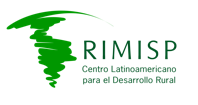 RIMISP
Centro Latinoamericano
para el Desarrollo Rural